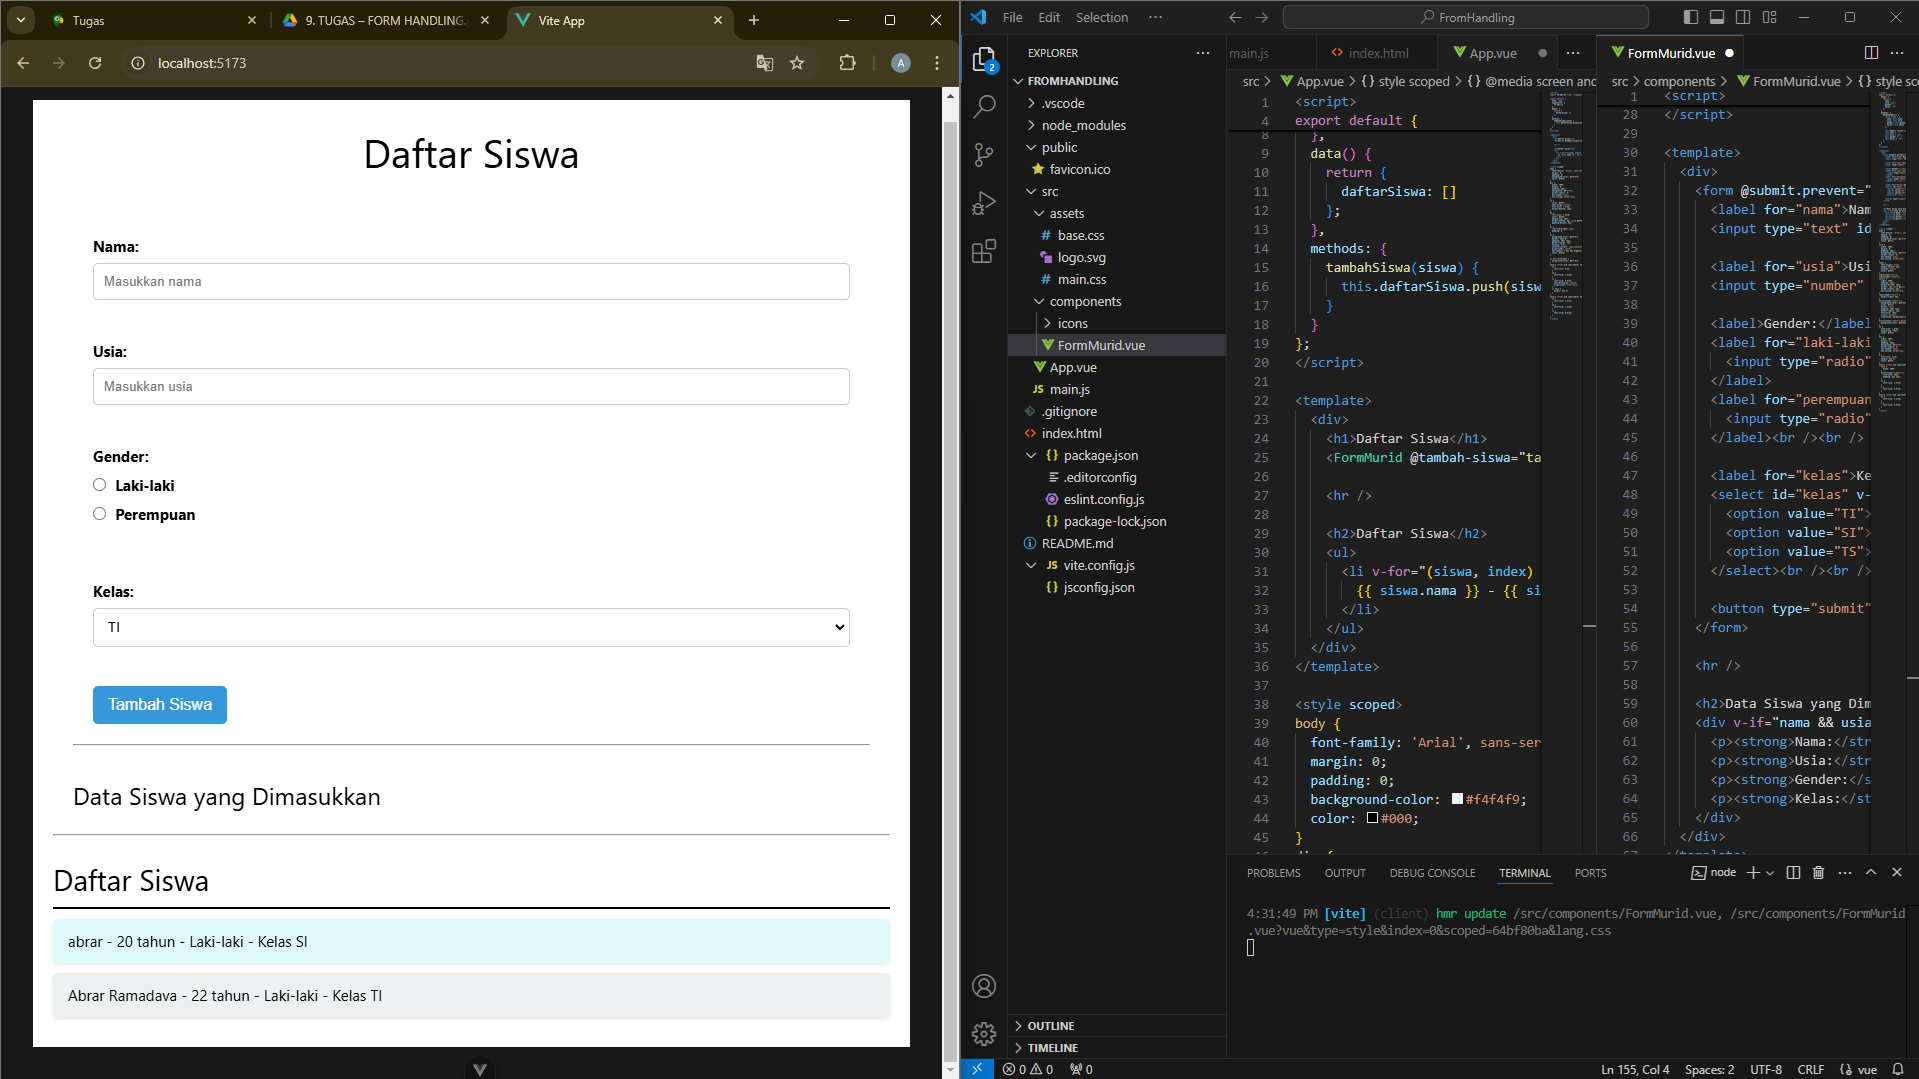 Tugas
9. TUGAS – FORM HANDLING.
Vite App
localhost:5173
A
Daftar Siswa
Nama:
Masukkan nama
Usia:
Masukkan usia
Gender:
Laki-laki
Perempuan
Kelas:
TI
Tambah Siswa
Data Siswa yang Dimasukkan
Daftar Siswa
abrar - 20 tahun - Laki-laki - Kelas SI
Abrar Ramadava - 22 tahun - Laki-laki - Kelas TI
File Edit Selection ···
FromHandling
2
EXPLORER
FROMHANDLING
.vscode
node_modules
public
favicon.ico
src
assets
base.css
logo.svg
main.css
components
icons
FormMurid.vue
App.vue
main.js
.gitignore
index.html
package.json
.editorconfig
eslint.config.js
package-lock.json
README.md
vite.config.js
jsconfig.json
OUTLINE
TIMELINE
main.js
index.html
App.vue
src > App.vue > {} style scoped > {} @media screen and
1 <script>
4 export default {
8 },
9 data() {
10 return {
11 daftarSiswa: []
12 };
13 },
14 methods: {
15 tambahSiswa(siswa) {
16 this.daftarSiswa.push(sisw
17 }
18 }
19 };
20 </script>
21
22 <template>
23 <div>
24 <h1>Daftar Siswa</h1>
25 <FormMurid @tambah-siswa="ta
26
27 <hr />
28
29 <h2>Daftar Siswa</h2>
30 <ul>
31 <li v-for="(siswa, index)
32 {{ siswa.nama }} - {{ si
33 </li>
34 </ul>
35 </div>
36 </template>
37
38 <style scoped>
39 body {
40 font-family: 'Arial', sans-ser
41 margin: 0;
42 padding: 0;
43 background-color: #f4f4f9;
44 color: #000;
45 }
FormMurid.vue
src > components > FormMurid.vue > {} style sc
1 <script>
28 </script>
29
30 <template>
31 <div>
32 <form @submit.prevent="
33 <label for="nama">Nam
34 <input type="text" id
35
36 <label for="usia">Usi
37 <input type="number"
38
39 <label>Gender:</label
40 <label for="laki-laki
41 <input type="radio"
42 </label>
43 <label for="perempuan
44 <input type="radio"
45 </label><br /><br />
46
47 <label for="kelas">Ke
48 <select id="kelas" v-
49 <option value="TI">
50 <option value="SI">
51 <option value="TS">
52 </select><br /><br />
53
54 <button type="submit"
55 </form>
56
57 <hr />
58
59 <h2>Data Siswa yang Dim
60 <div v-if="nama && usia
61 <p><strong>Nama:</str
62 <p><strong>Usia:</str
63 <p><strong>Gender:</s
64 <p><strong>Kelas:</st
65 </div>
66 </div>
PROBLEMS OUTPUT DEBUG CONSOLE TERMINAL PORTS
node
4:31:49 PM [vite] (client) hmr update /src/components/FormMurid.vue, /src/components/FormMurid
.vue?vue&type=style&index=0&scoped=64bf80ba&lang.css
0 0 0
Ln 155, Col 4 Spaces: 2 UTF-8 CRLF {} vue